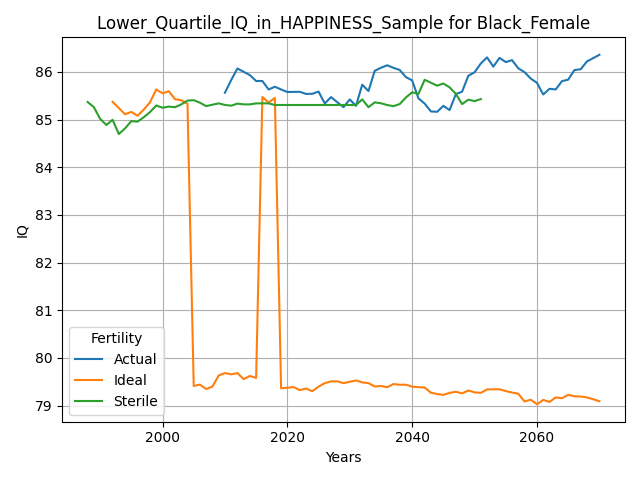 Lower_Quartile_IQ_in_HAPPINESS_Sample for Black_Female
IQ
86
85
84
83
82
81
80
79
Fertility
Actual
Ideal
Sterile
2000
2020
2040
2060
Years